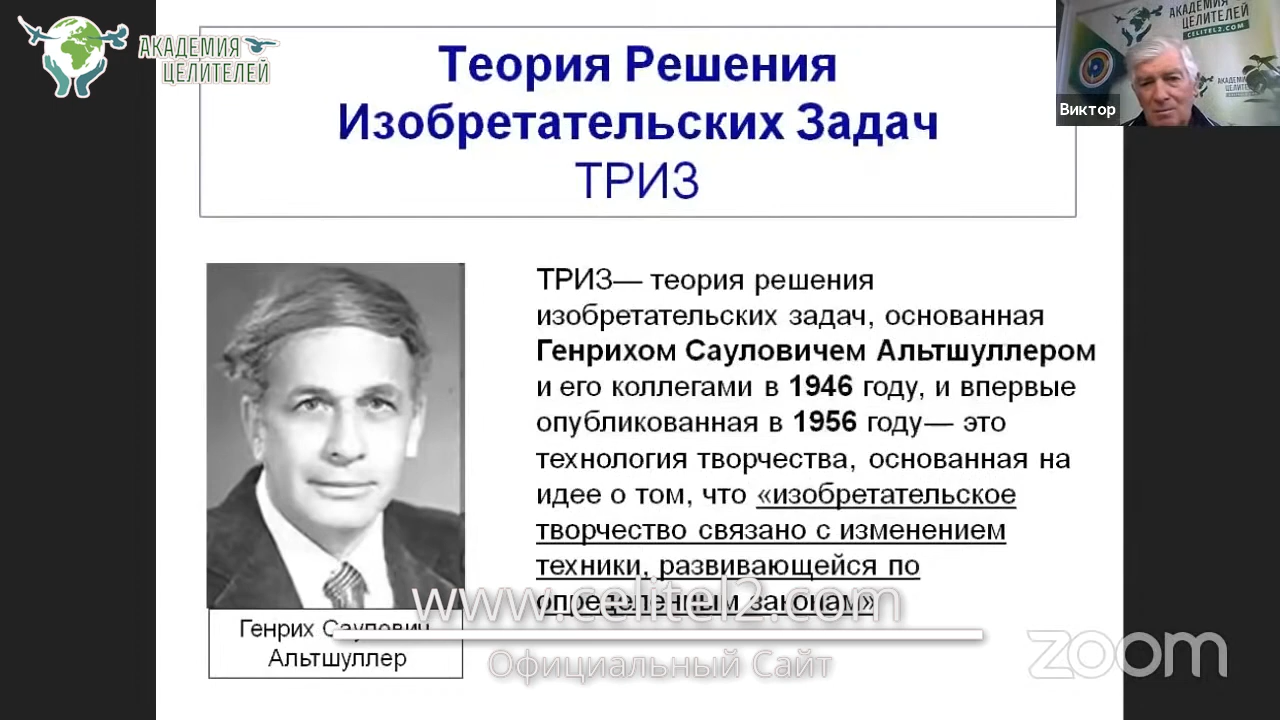 АКАДЕМИЯ
ЦЕЛИТЕЛЕЙ
Теория Решения
Изобретательских Задач
ТРИЗ
АКАДЕМИЯ
ЦЕЛИТЕЛЕЙ
CELITEL2.COM
Виктор
ТРИЗ— теория решения
изобретательских задач, основанная
Генрихом Сауловичем Альтшуллером
и его коллегами в 1946 году, и впервые
опубликованная в 1956 году— это
технология творчества, основанная на
идее о том, что «изобретательское
творчество связано с изменением
техники, развивающейся по
определенным законам»
www.celitel2.com
Генрих Саулович
Альтшуллер
Официальный Сайт
zoom